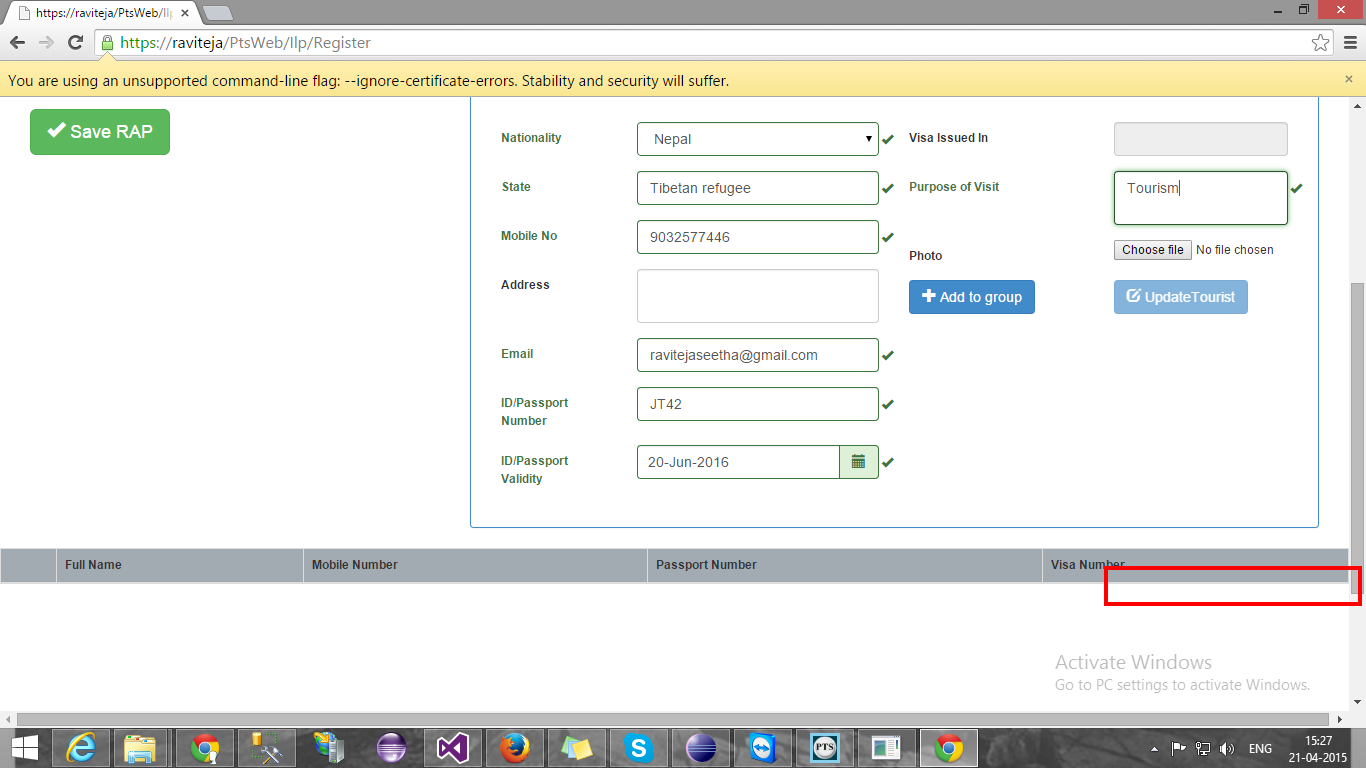 https://raviteja/PtsWeb/Ilp
https://raviteja/PtsWeb/Ilp/Register
You are using an unsupported command-line flag: --ignore-certificate-errors. Stability and security will suffer.
Save RAP
Nationality
Nepal
Visa Issued In
State
Tibetan refugee
Purpose of Visit
Tourism
Mobile No
9032577446
Photo
Choose file No file chosen
Address
Add to group
UpdateTourist
Email
ravitejaseetha@gmail.com
ID/Passport
Number
JT42
ID/Passport
Validity
20-Jun-2016
Full Name
Mobile Number
Passport Number
Visa Number
Activate Windows
Go to PC settings to activate Windows.
PTS
ENG
15:27
21-04-2015